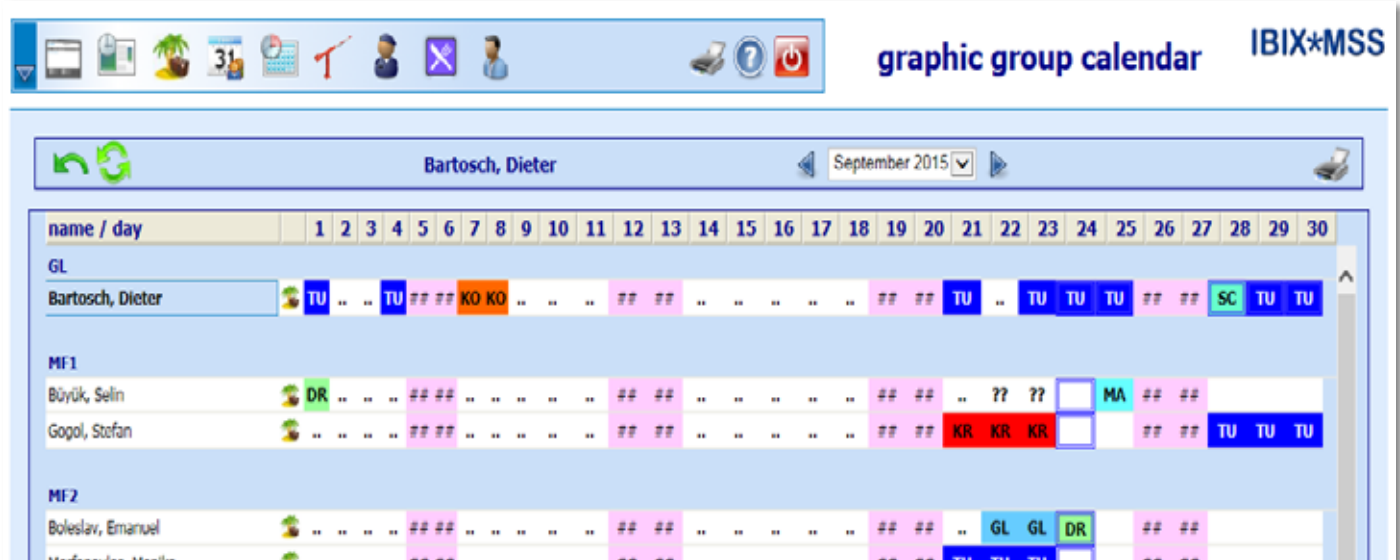 31 graphic group calendar IBIX*MSS
Bartosch, Dieter September 2015
name / day 1 2 3 4 5 6 7 8 9 10 11 12 13 14 15 16 17 18 19 20 21 22 23 24 25 26 27 28 29 30
GL
Bartosch, Dieter TU .. .. TU ## ## KO KO .. .. .. ## ## .. .. .. .. .. ## ## TU .. TU TU TU ## ## SC TU TU
MF1
Büyük, Selin DR .. .. .. ## ## .. .. .. .. .. ## ## .. .. .. .. .. ## ## .. ?? ?? MA ## ##
Gogol, Stefan .. .. .. .. ## ## .. .. .. .. .. ## ## .. .. .. .. .. ## ## KR KR KR ## ## TU TU TU
MF2
Boleslav, Emanuel .. .. .. .. ## ## .. .. .. .. .. ## ## .. .. .. .. .. ## ## .. GL GL DR ## ##